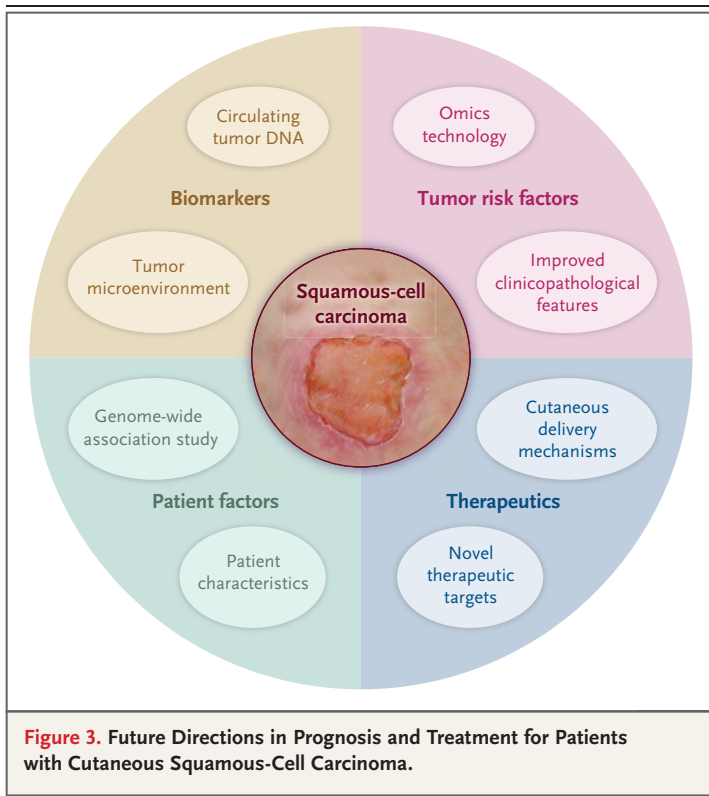 Circulating
tumor DNA
Biomarkers
Tumor
microenvironment
Omics
technology
Tumor risk factors
Improved
clinicopathological
features
Squamous-cell
carcinoma
Genome-wide
association study
Patient factors
Patient
characteristics
Cutaneous
delivery
mechanisms
Therapeutics
Novel
therapeutic
targets
Figure 3. Future Directions in Prognosis and Treatment for Patients
with Cutaneous Squamous-Cell Carcinoma.